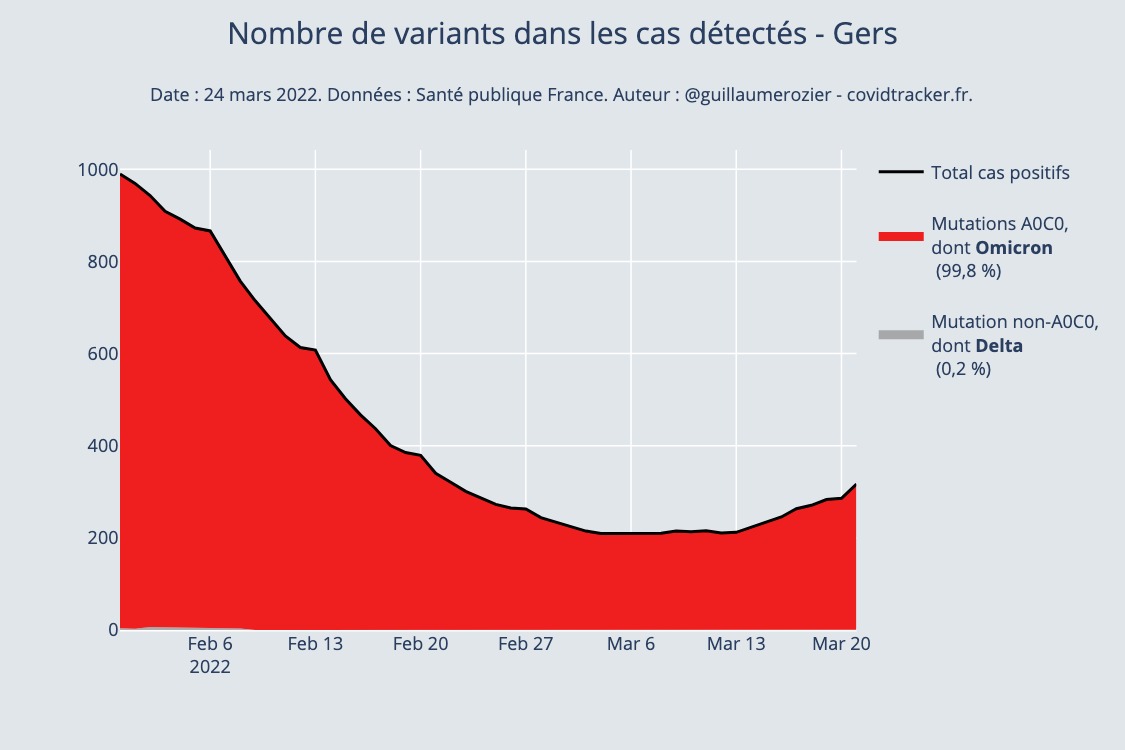 Nombre de variants dans les cas détectés - Gers
Date : 24 mars 2022. Données : Santé publique France. Auteur : @guillaumerozier - covidtracker.fr.
1000
800
600
400
200
0
Feb 6
2022
Feb 13
Feb 20
Feb 27
Mar 6
Mar 13
Mar 20
Total cas positifs
Mutations A0C0,
dont Omicron
(99,8 %)
Mutation non-A0C0,
dont Delta
(0,2 %)